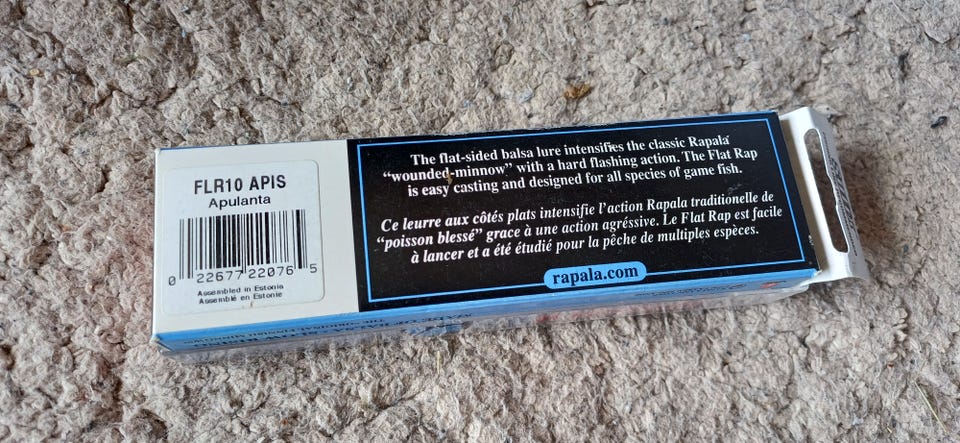 FLR10 APIS
Apulanta
0 22677 22076 5
Assembled in Estonia
Assemblé en Estonie
The flat-sided balsa lure intensifies the classic Rapala
“wounded-minnow” with a hard flashing action. The Flat Rap
is easy casting and designed for all species of game fish.
Ce leurre aux côtés plats intensifie l’action Rapala traditionelle de
“poisson blessé” grace à une action agréssive. Le Flat Rap est facile
à lancer et a été étudié pour la pêche de multiples espèces.
rapala.com